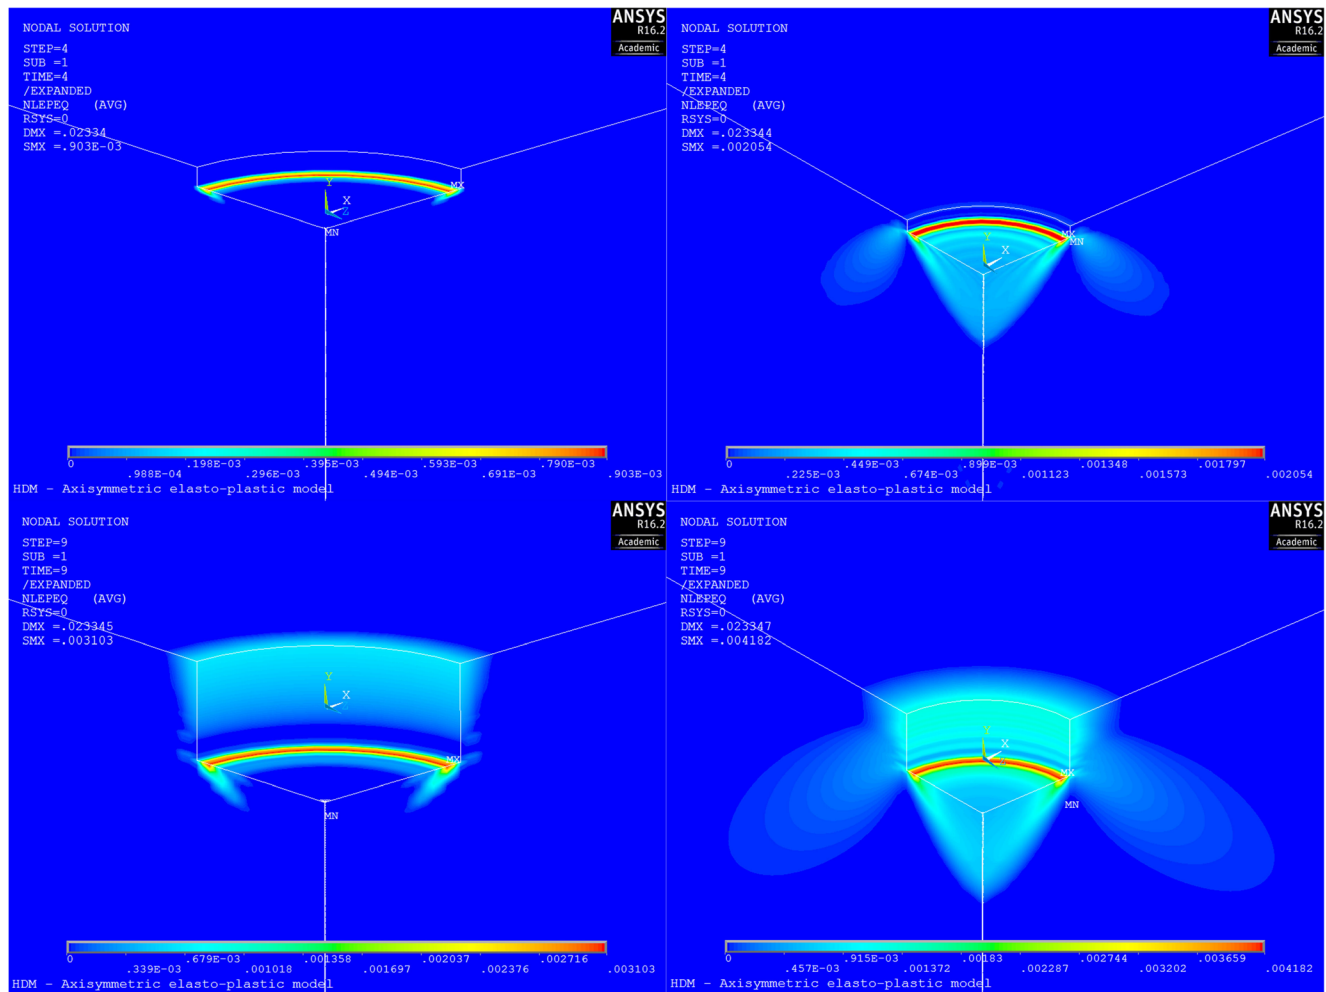 NODAL SOLUTION
STEP=4
SUB =1
TIME=4
/EXPANDED
NLEPEQ (AVG)
RSYS=0
DMX =.02334
SMX =.903E-03
ANSYS
R16.2
Academic
MX
Y
X
Z
MN
0 .198E-03 .395E-03 .593E-03 .790E-03
.988E-04 .296E-03 .494E-03 .691E-03 .903E-03
HDM - Axisymmetric elasto-plastic model
NODAL SOLUTION
STEP=4
SUB =1
TIME=4
/EXPANDED
NLEPEQ (AVG)
RSYS=0
DMX =.023344
SMX =.002054
ANSYS
R16.2
Academic
MX
MN
Y
X
0 .449E-03 .899E-03 .001348 .001797
.225E-03 .674E-03 .001123 .001573 .002054
HDM - Axisymmetric elasto-plastic model
NODAL SOLUTION
STEP=9
SUB =1
TIME=9
/EXPANDED
NLEPEQ (AVG)
RSYS=0
DMX =.023345
SMX =.003103
ANSYS
R16.2
Academic
Y
X
MX
MN
0 .679E-03 .001358 .002037 .002716
.339E-03 .001018 .001697 .002376 .003103
HDM - Axisymmetric elasto-plastic model
NODAL SOLUTION
STEP=9
SUB =1
TIME=9
/EXPANDED
NLEPEQ (AVG)
RSYS=0
DMX =.023347
SMX =.004182
ANSYS
R16.2
Academic
Y
X
MX
MN
0 .915E-03 .00183 .002744 .003659
.457E-03 .001372 .002287 .003202 .004182
HDM - Axisymmetric elasto-plastic model